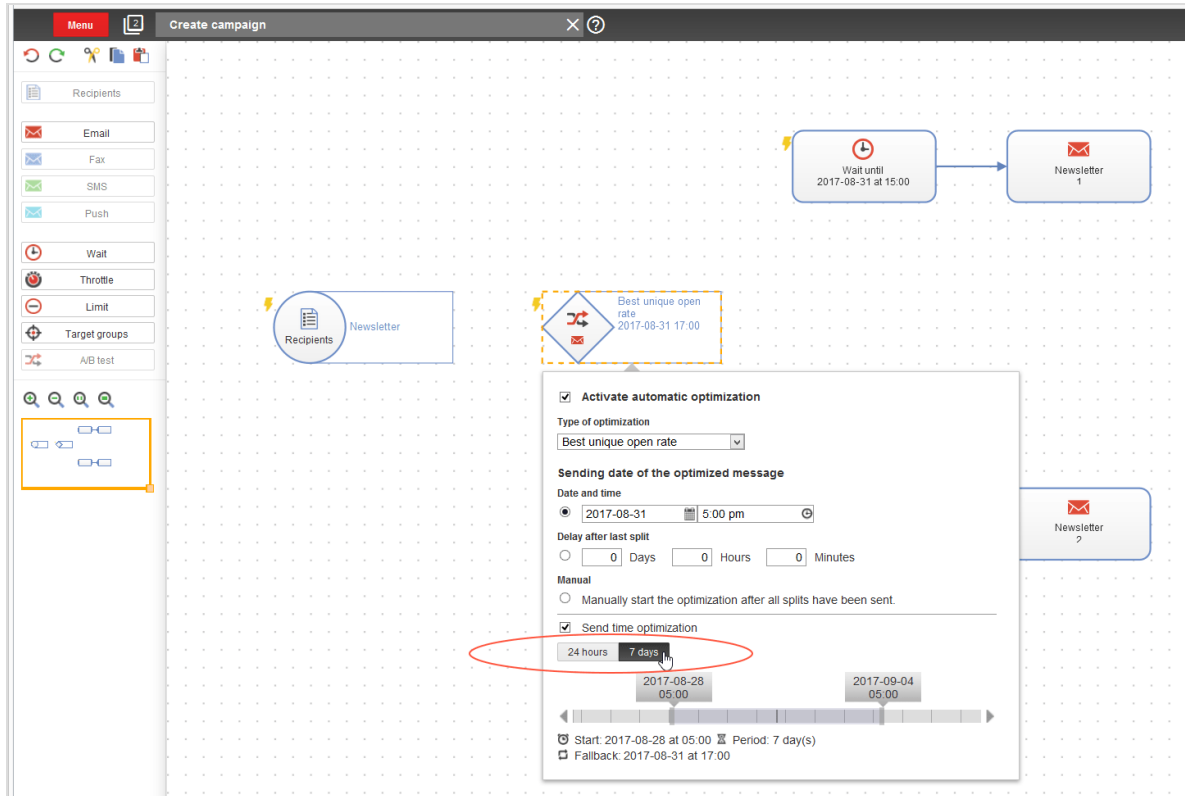 Menu
2
Create campaign
Recipients
Email
Fax
SMS
Push
Wait
Throttle
Limit
Target groups
A/B test
Wait until
2017-08-31 at 15:00
Newsletter
1
Recipients
Newsletter
Best unique open
rate
2017-08-31 17:00
Newsletter
2
Activate automatic optimization
Type of optimization
Best unique open rate
Sending date of the optimized message
Date and time
2017-08-31 5:00 pm
Delay after last split
0 Days 0 Hours 0 Minutes
Manual
Manually start the optimization after all splits have been sent.
Send time optimization
24 hours 7 days
2017-08-28
05:00
2017-09-04
05:00
Start: 2017-08-28 at 05:00 Period: 7 day(s)
Fallback: 2017-08-31 at 17:00